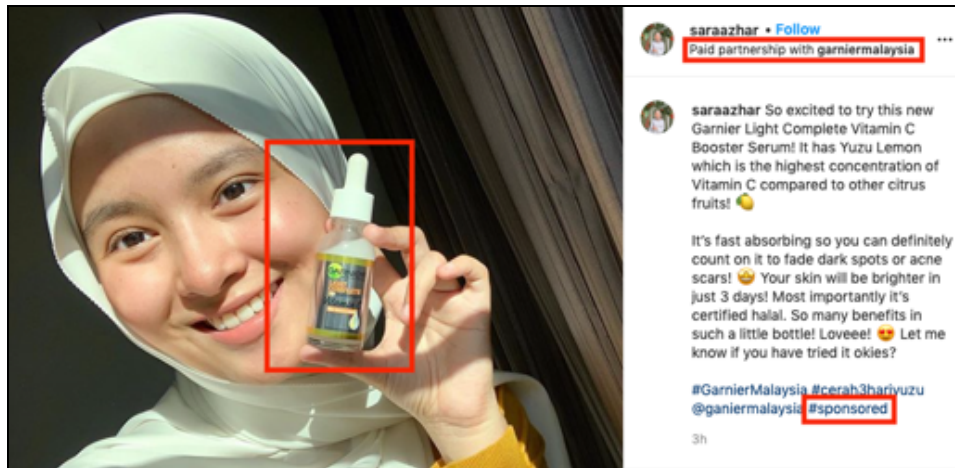 saraazhar • Follow
Paid partnership with garniermalaysia
saraazhar So excited to try this new
Garnier Light Complete Vitamin C
Booster Serum! It has Yuzu Lemon
which is the highest concentration of
Vitamin C compared to other citrus
fruits! 🍋
It's fast absorbing so you can definitely
count on it to fade dark spots or acne
scars! 🤩 Your skin will be brighter in
just 3 days! Most importantly it's
certified halal. So many benefits in
such a little bottle! Loveee! 😍 Let me
know if you have tried it okies?
#GarnierMalaysia #cerah3hariyuzu
@ganiermalaysia #sponsored
3h